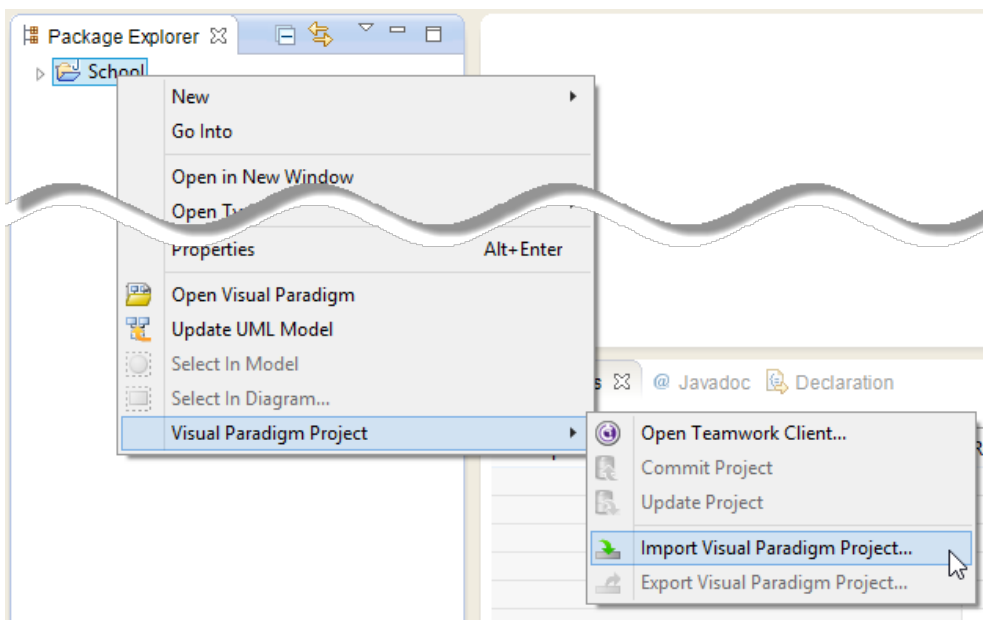 Package Explorer
School
New
Go Into
Open in New Window
Open
Properties Alt+Enter
Open Visual Paradigm
Update UML Model
Select In Model
Select In Diagram...
Visual Paradigm Project
@ Javadoc Declaration
Open Teamwork Client...
Commit Project
Update Project
Import Visual Paradigm Project...
Export Visual Paradigm Project...